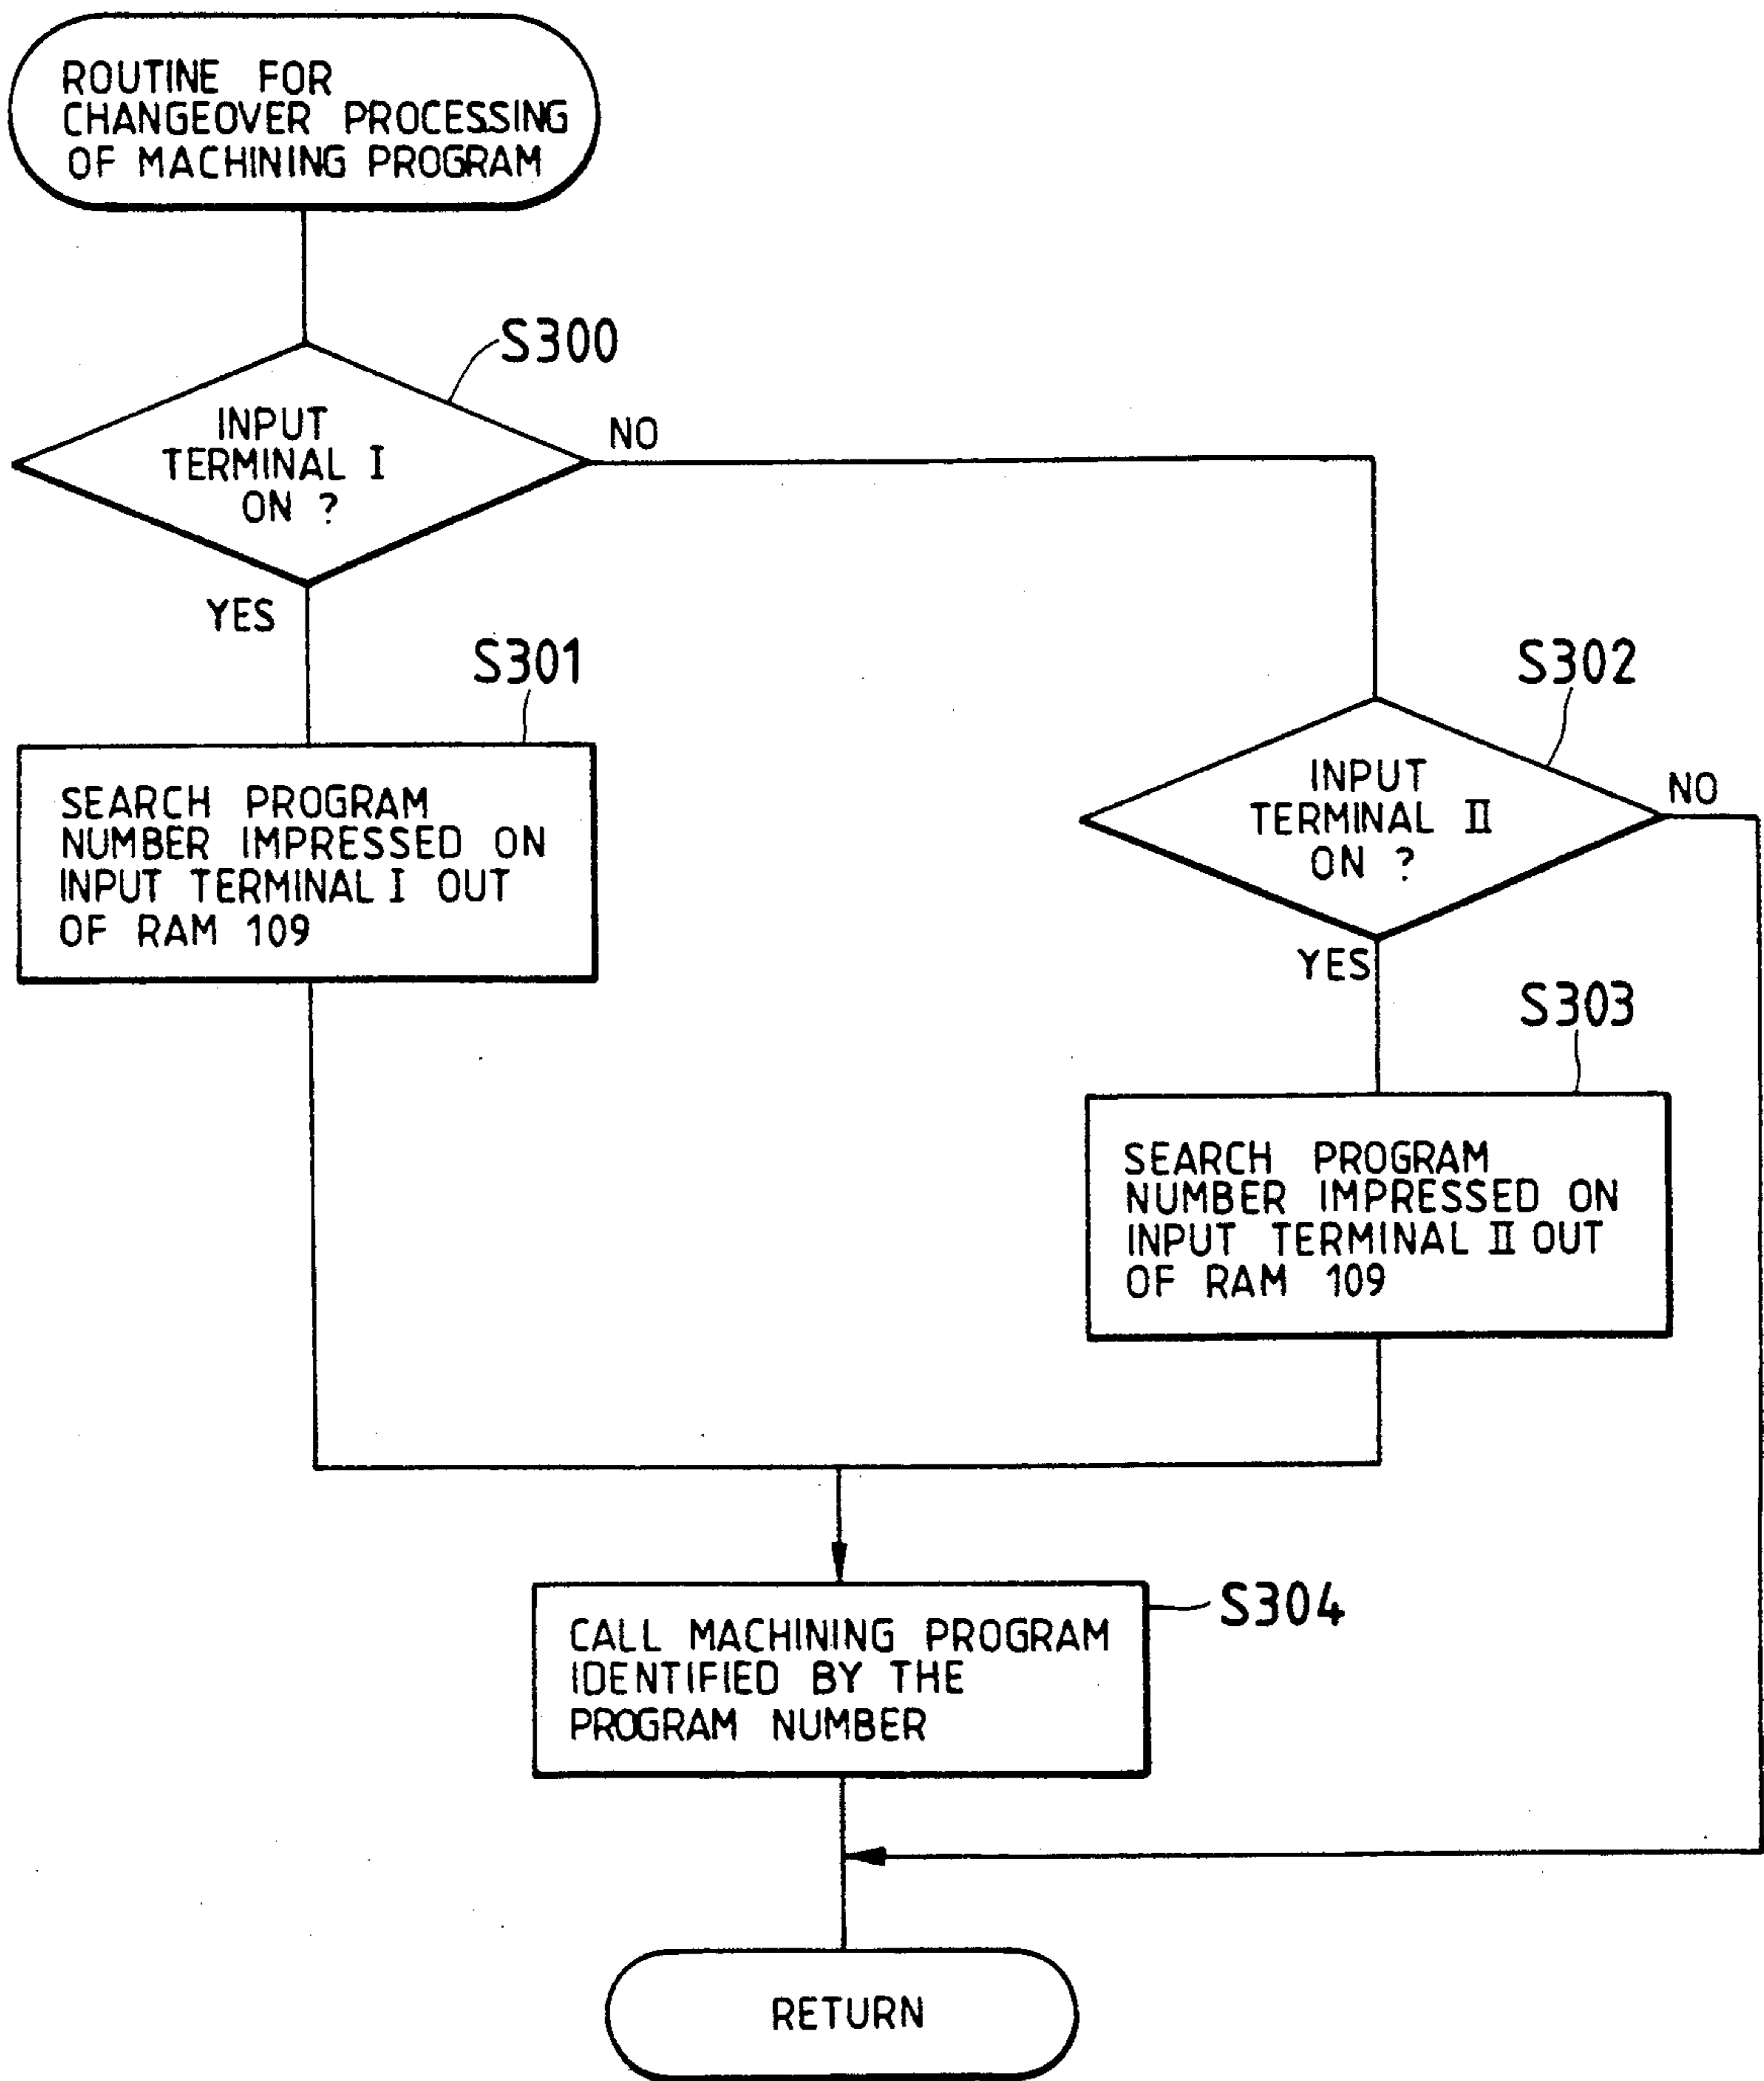 ROUTINE FOR
CHANGEOVER PROCESSING
OF MACHINING PROGRAM
S300
INPUT
TERMINAL I
ON ?
NO
YES
S301
SEARCH PROGRAM
NUMBER IMPRESSED ON
INPUT TERMINAL I OUT
OF RAM 109
S302
INPUT
TERMINAL II
ON ?
NO
YES
S303
SEARCH PROGRAM
NUMBER IMPRESSED ON
INPUT TERMINAL II OUT
OF RAM 109
S304
CALL MACHINING PROGRAM
IDENTIFIED BY THE
PROGRAM NUMBER
RETURN